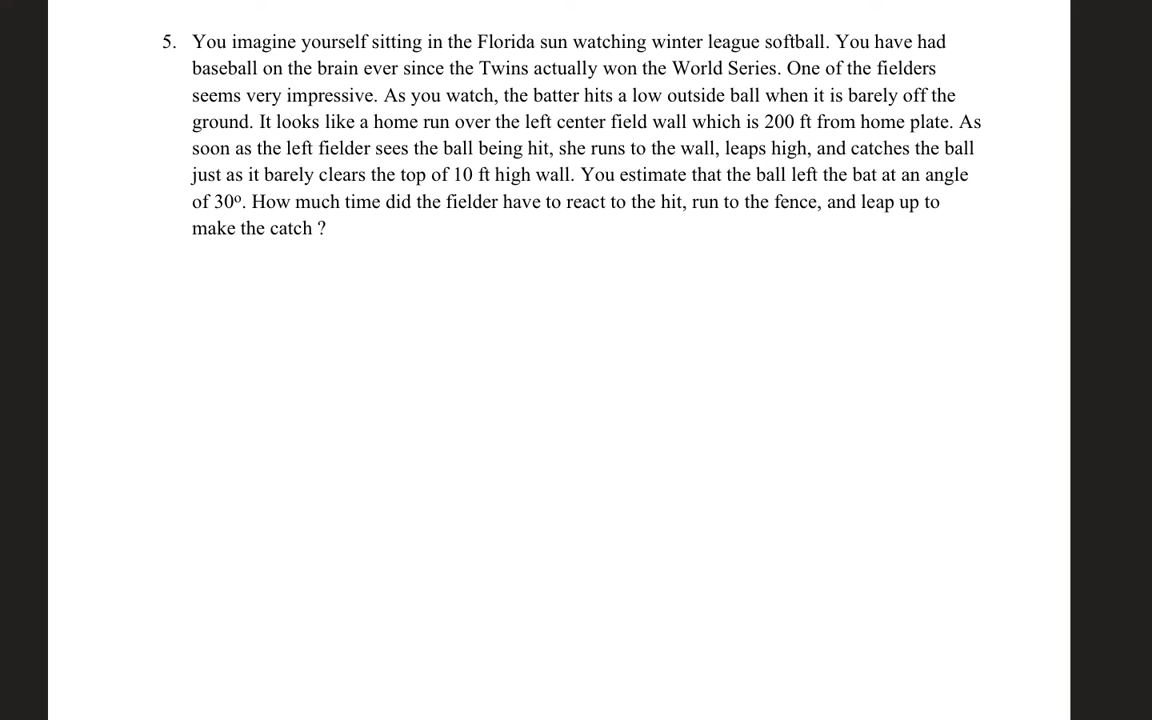 5. You imagine yourself sitting in the Florida sun watching winter league softball. You have had
baseball on the brain ever since the Twins actually won the World Series. One of the fielders
seems very impressive. As you watch, the batter hits a low outside ball when it is barely off the
ground. It looks like a home run over the left center field wall which is 200 ft from home plate. As
soon as the left fielder sees the ball being hit, she runs to the wall, leaps high, and catches the ball
just as it barely clears the top of 10 ft high wall. You estimate that the ball left the bat at an angle
of 30º. How much time did the fielder have to react to the hit, run to the fence, and leap up to
make the catch ?